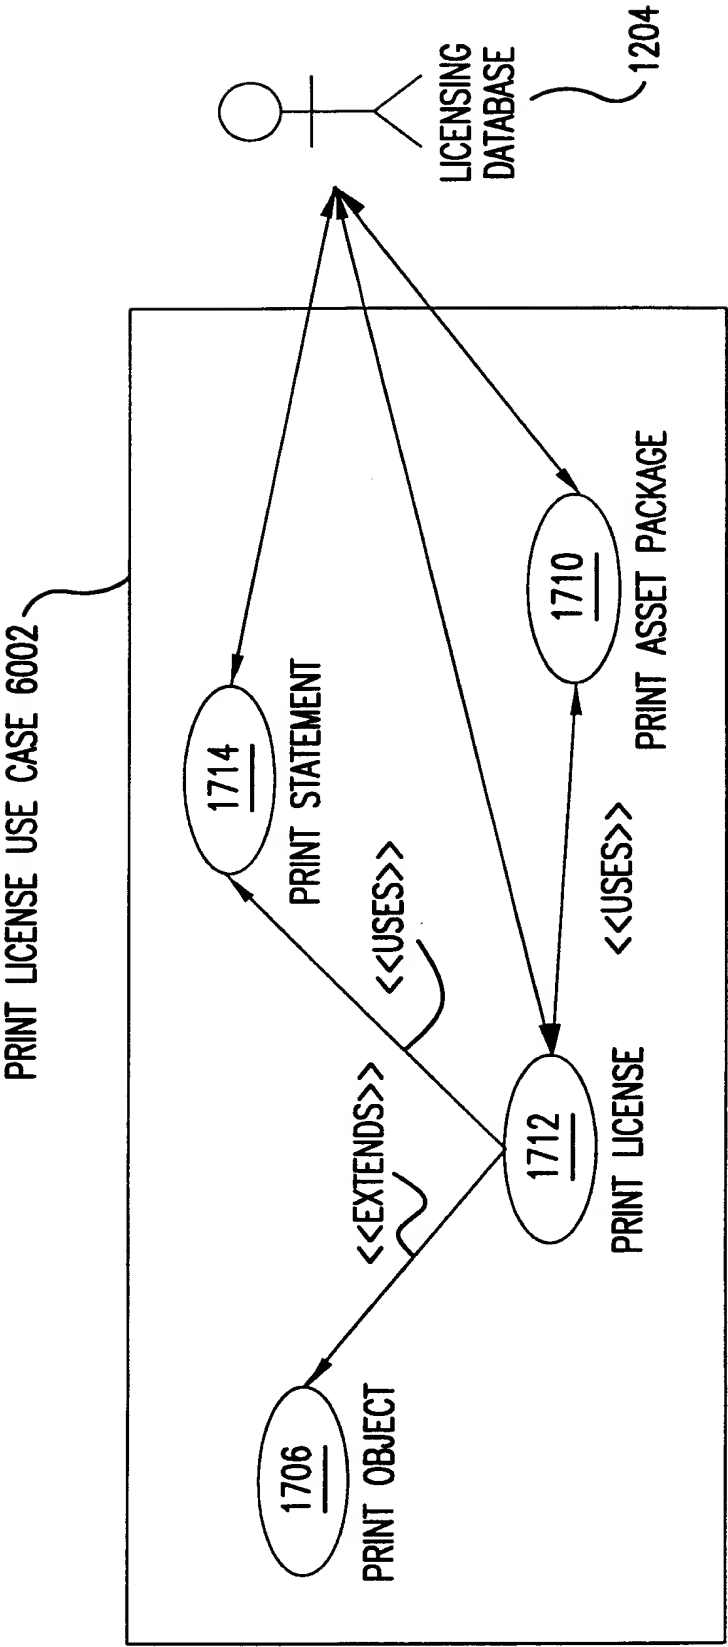 PRINT LICENSE USE CASE 6002
1706
PRINT OBJECT
<<EXTENDS>>
1712
PRINT LICENSE
<<USES>>
1714
PRINT STATEMENT
<<USES>>
1710
PRINT ASSET PACKAGE
LICENSING
DATABASE
1204